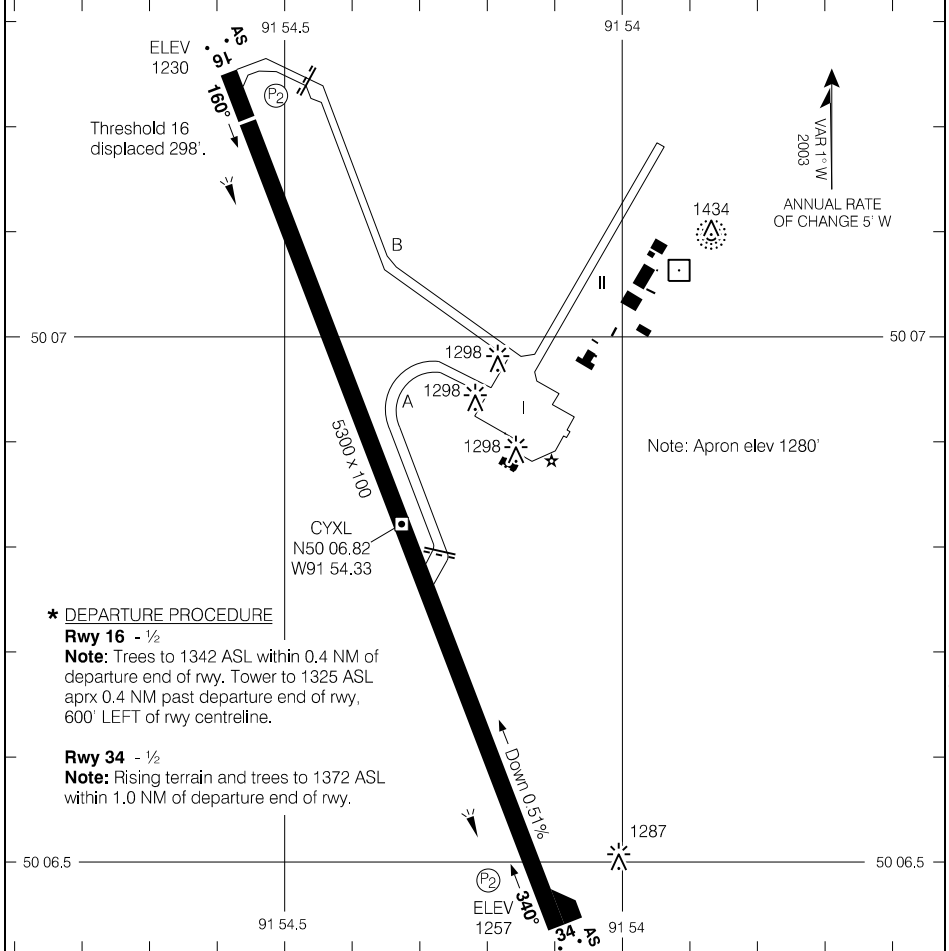 91 54.5
91 54
AS
16
ELEV
1230
160°
P2
Threshold 16
displaced 298'.
VAR 1° W
2003
ANNUAL RATE
OF CHANGE 5' W
1434
B
II
50 07
50 07
1298
1298
A
I
1298
Note: Apron elev 1280'
5300 x 100
CYXL
N50 06.82
W91 54.33
* DEPARTURE PROCEDURE
Rwy 16 - ½
Note: Trees to 1342 ASL within 0.4 NM of
departure end of rwy. Tower to 1325 ASL
aprx 0.4 NM past departure end of rwy,
600' LEFT of rwy centreline.
Rwy 34 - ½
Note: Rising terrain and trees to 1372 ASL
within 1.0 NM of departure end of rwy.
Down 0.51%
1287
50 06.5
50 06.5
P2
340°
ELEV
1257
91 54.5
91 54
34
AS